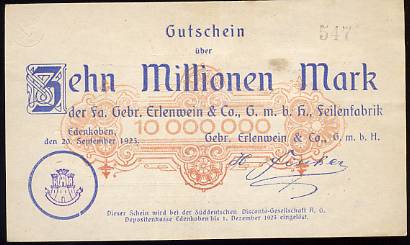 Gutschein
547
über
Zehn Millionen Mark
der Fa. Gebr. Erlenwein & Co., G. m. b. H., Feilenfabrik
10 000 000
Edenkoben,
den 20. September 1923.
Gebr. Erlenwein & Co., G. m. b. H.
Dieser Schein wird bei der Süddeutschen Disconto-Gesellschaft A. G.
Depositenkasse Edenkoben bis 1. Dezember 1923 eingelöst.